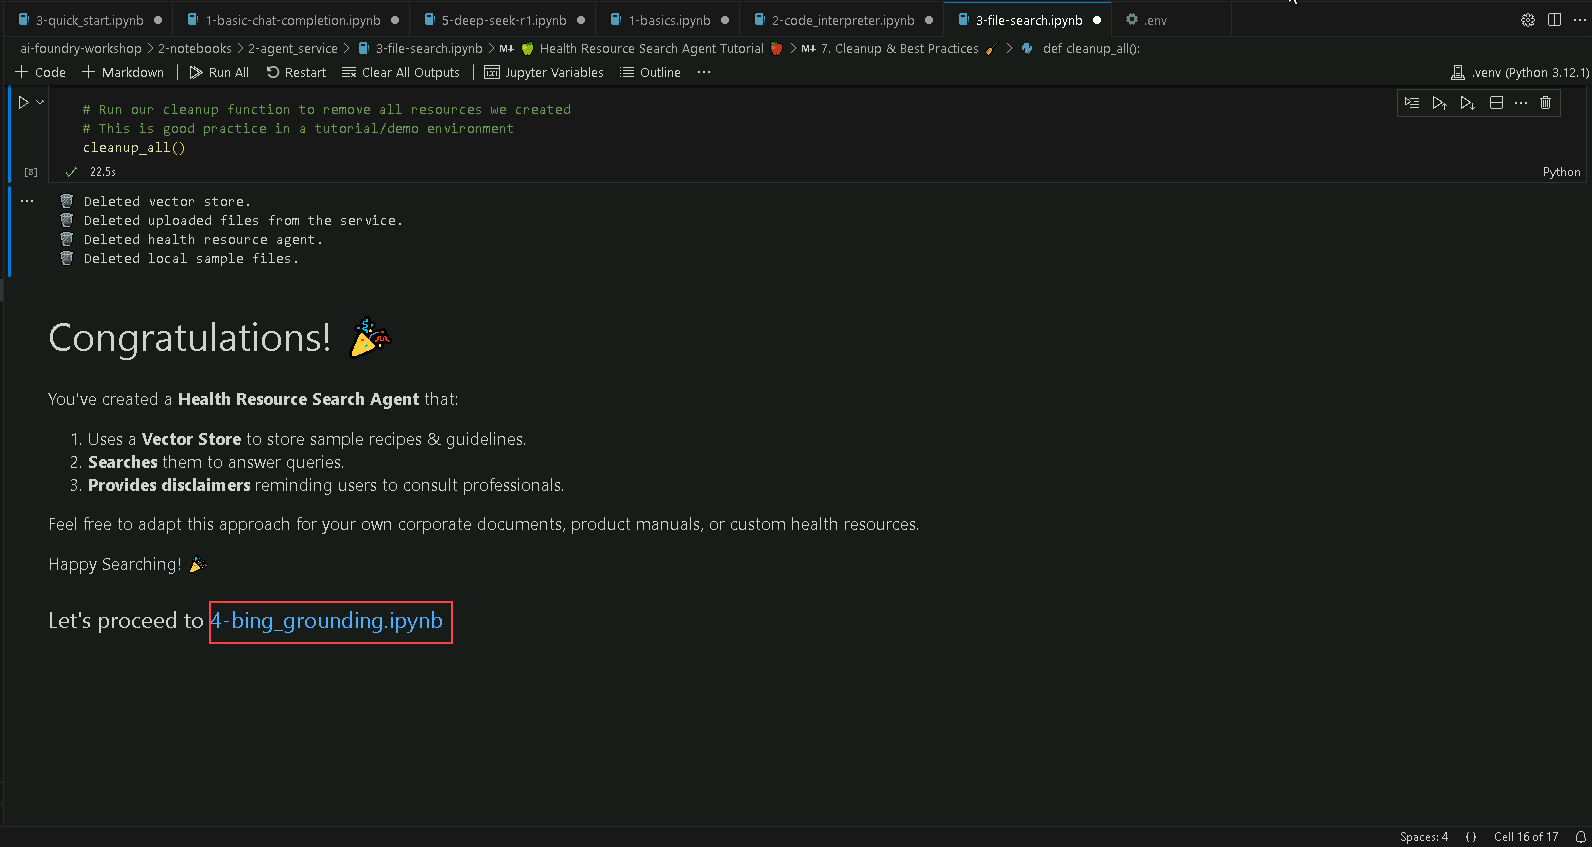 3-quick_start.ipynb
1-basic-chat-completion.ipynb
5-deep-seek-r1.ipynb
1-basics.ipynb
2-code_interpreter.ipynb
3-file-search.ipynb
.env
ai-foundry-workshop > 2-notebooks > 2-agent_service > 3-file-search.ipynb > M↓ 🍏 Health Resource Search Agent Tutorial 🍎 > M↓ 7. Cleanup & Best Practices 🧹 > def cleanup_all():
+ Code + Markdown | Run All Restart Clear All Outputs | Jupyter Variables Outline ···
.venv (Python 3.12.1)
# Run our cleanup function to remove all resources we created
# This is good practice in a tutorial/demo environment
cleanup_all()
[8] ✓ 22.5s
Python
🗑️ Deleted vector store.
🗑️ Deleted uploaded files from the service.
🗑️ Deleted health resource agent.
🗑️ Deleted local sample files.
Congratulations! 🎉
You've created a Health Resource Search Agent that:
1. Uses a Vector Store to store sample recipes & guidelines.
2. Searches them to answer queries.
3. Provides disclaimers reminding users to consult professionals.
Feel free to adapt this approach for your own corporate documents, product manuals, or custom health resources.
Happy Searching! 🎉
Let's proceed to 4-bing_grounding.ipynb
Spaces: 4 {} Cell 16 of 17